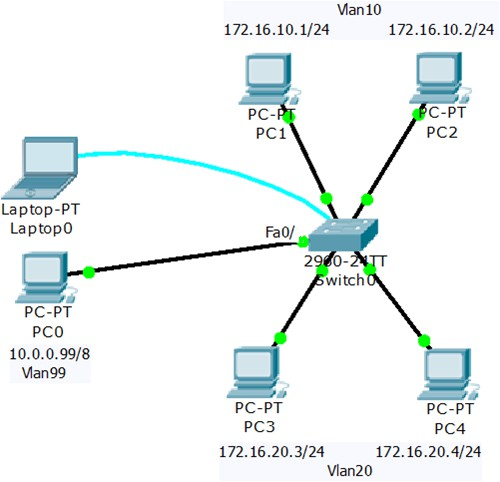 Vlan10
172.16.10.1/24
172.16.10.2/24
PC-PT
PC1
PC-PT
PC2
Laptop-PT
Laptop0
Fa0/
2960-24TT
Switch0
PC-PT
PC0
10.0.0.99/8
Vlan99
PC-PT
PC3
PC-PT
PC4
172.16.20.3/24
172.16.20.4/24
Vlan20